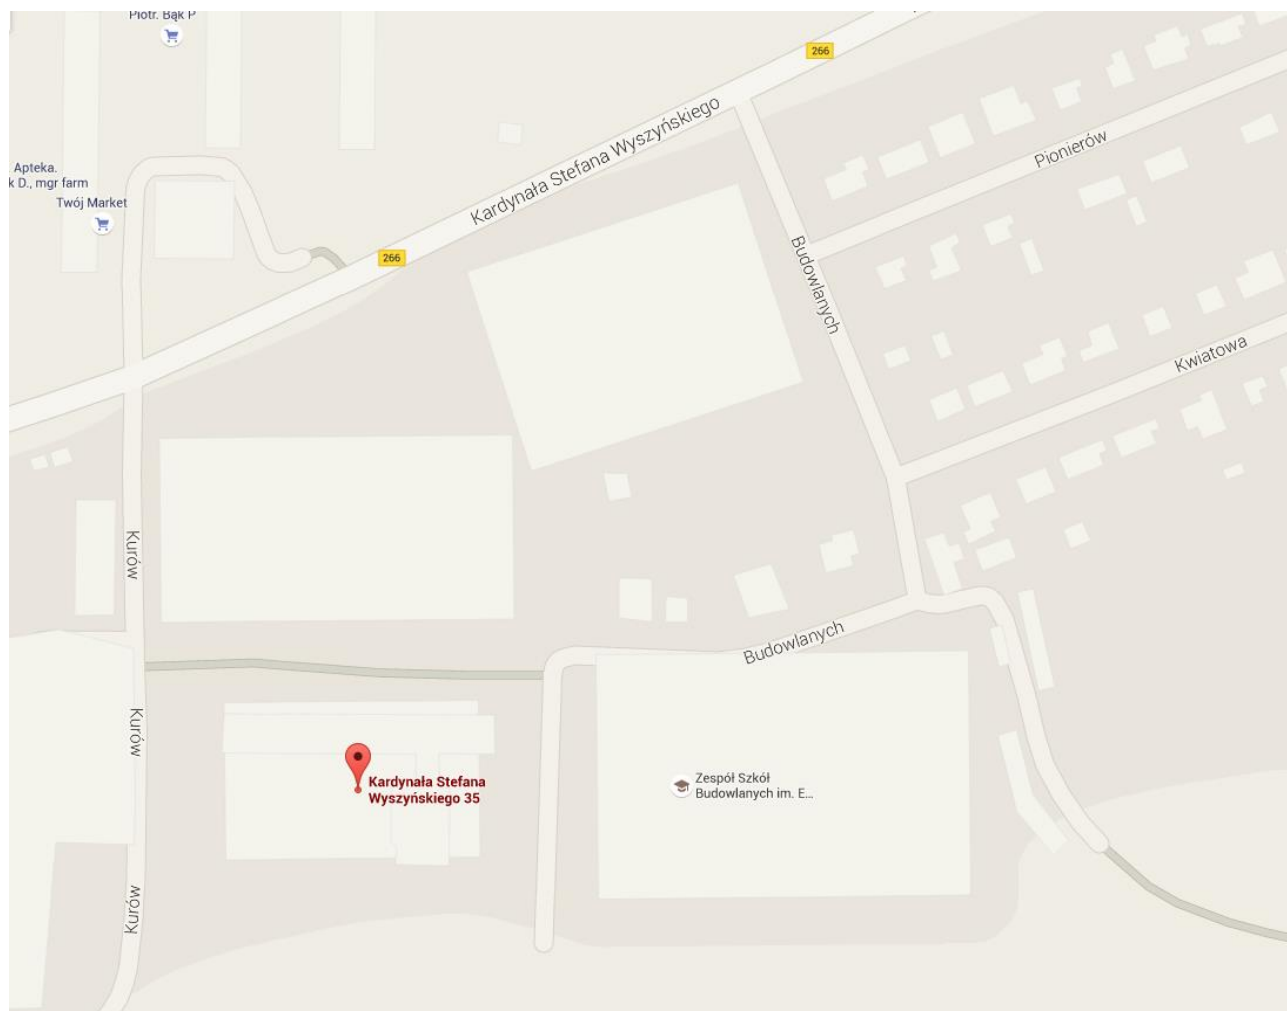 Piotr. Bąk P
266
Kardynała Stefana Wyszyńskiego
Pionierów
Apteka.
k D., mgr farm
Twój Market
266
Budowlanych
Kwiatowa
Kurów
Budowlanych
Kurów
Kardynała Stefana
Wyszyńskiego 35
Zespół Szkół
Budowlanych im. E...
Kurów